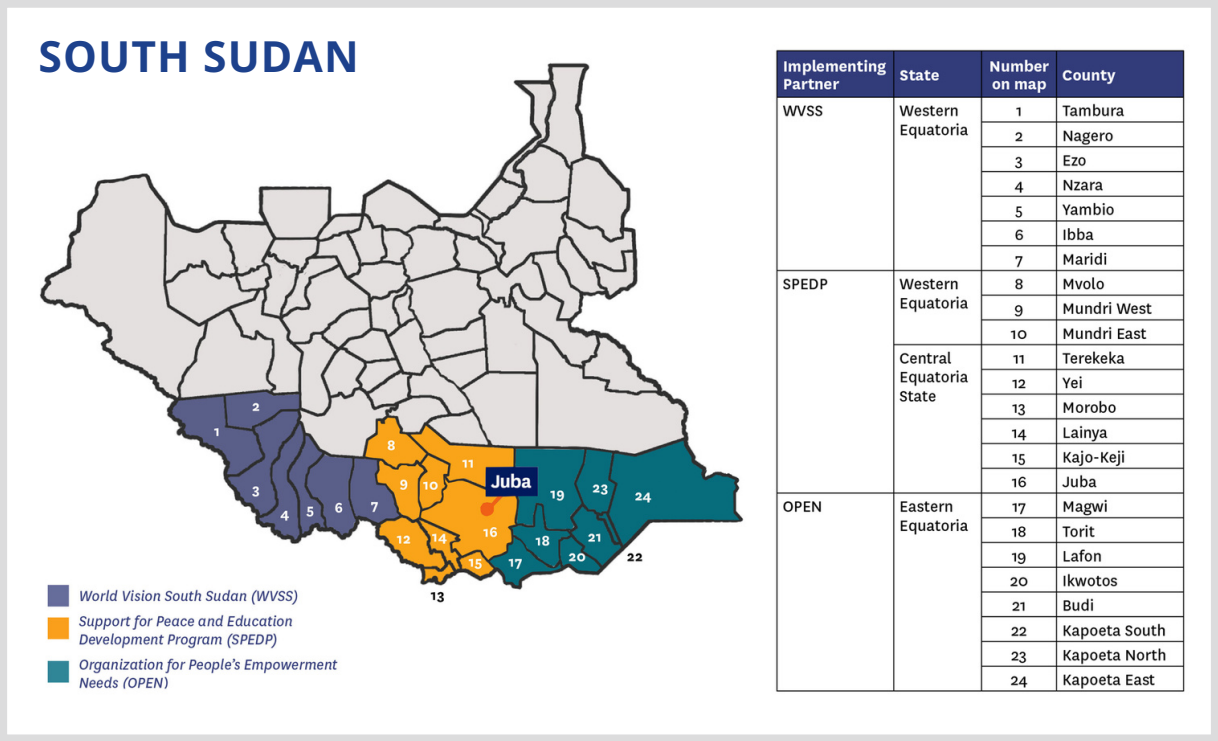 SOUTH SUDAN
2
1
3
4
5
6
7
8
9
10
11
12
14
15
16
13
Juba
17
18
19
20
21
22
23
24
World Vision South Sudan (WVSS)
Support for Peace and Education
Development Program (SPEDP)
Organization for People's Empowerment
Needs (OPEN)
Implementing Partner State Number on map County
WVSS Western Equatoria 1 Tambura
2 Nagero
3 Ezo
4 Nzara
5 Yambio
6 Ibba
7 Maridi
SPEDP Western Equatoria 8 Mvolo
9 Mundri West
10 Mundri East
Central Equatoria State 11 Terekeka
12 Yei
13 Morobo
14 Lainya
15 Kajo-Keji
16 Juba
OPEN Eastern Equatoria 17 Magwi
18 Torit
19 Lafon
20 Ikwotos
21 Budi
22 Kapoeta South
23 Kapoeta North
24 Kapoeta East